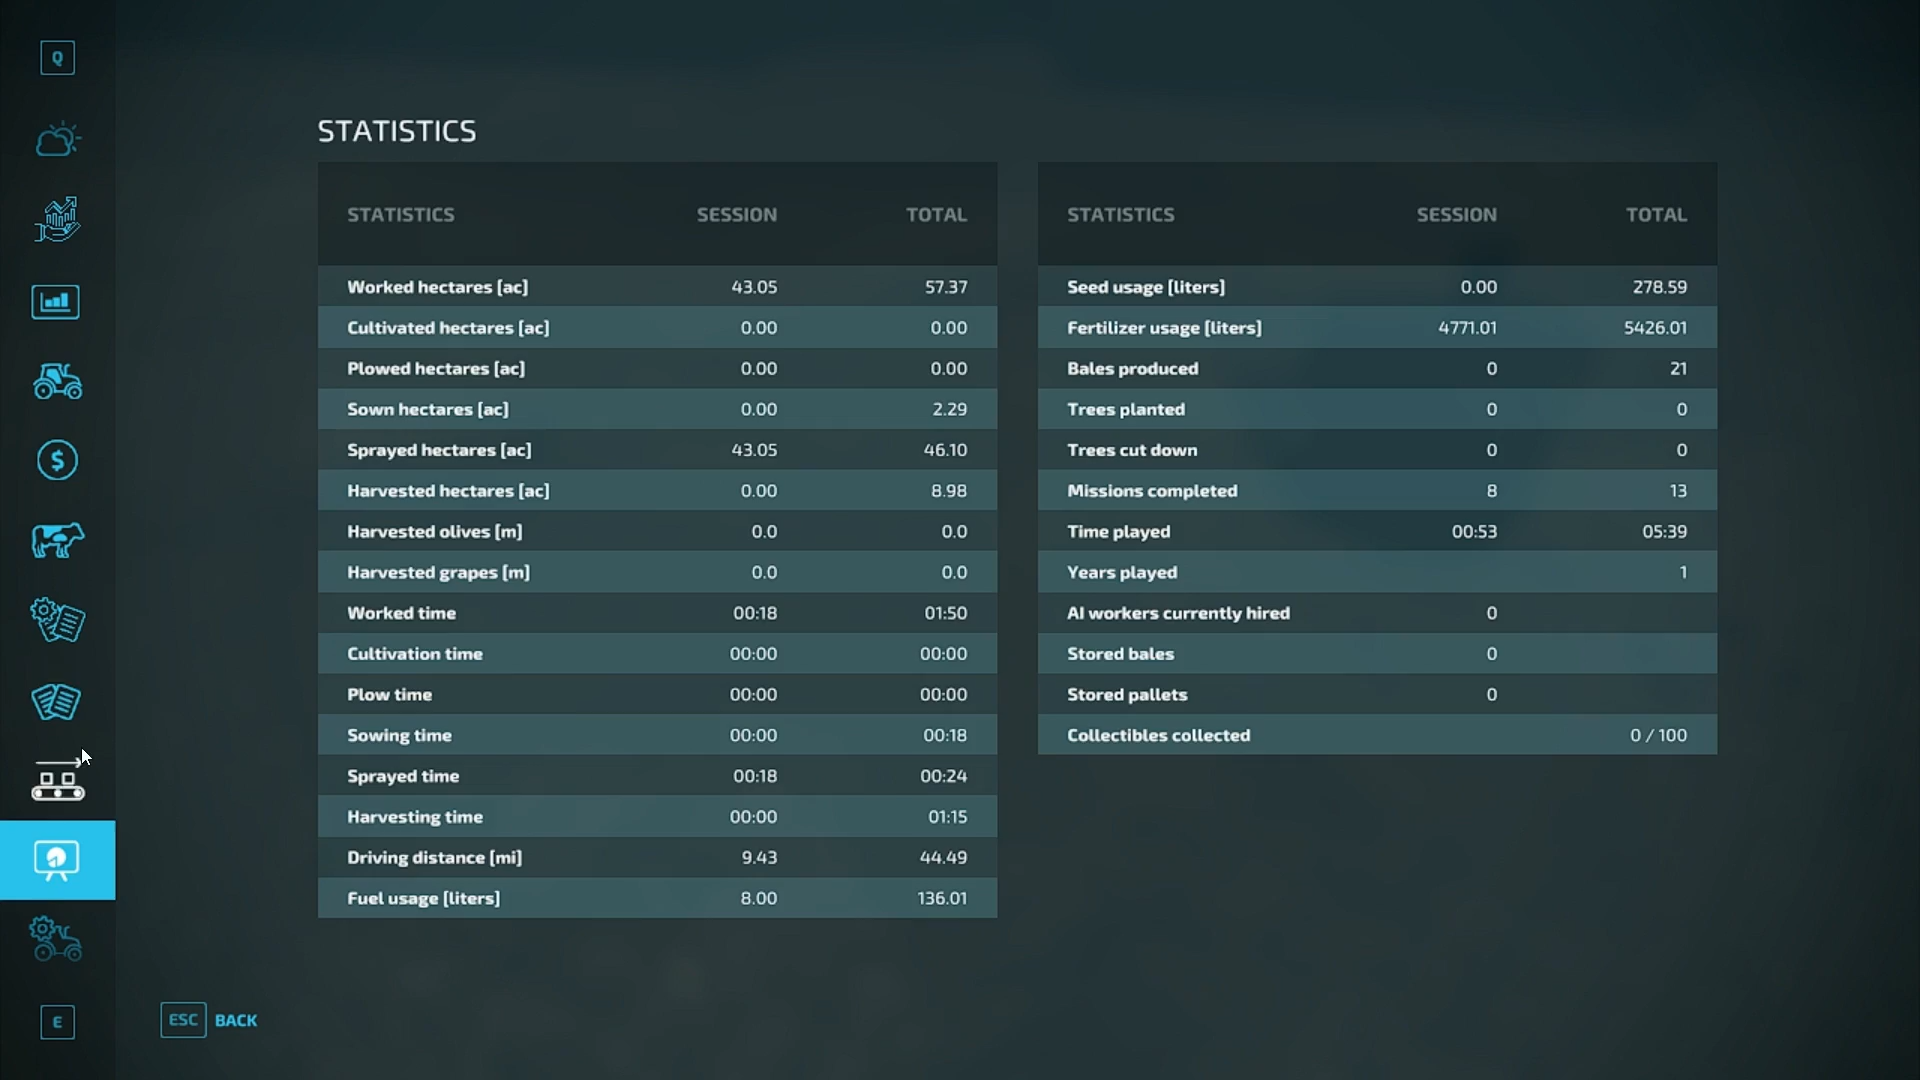 Q
STATISTICS
STATISTICS SESSION TOTAL
Worked hectares [ac] 43.05 57.37
Cultivated hectares [ac] 0.00 0.00
Plowed hectares [ac] 0.00 0.00
Sown hectares [ac] 0.00 2.29
Sprayed hectares [ac] 43.05 46.10
Harvested hectares [ac] 0.00 8.98
Harvested olives [m] 0.0 0.0
Harvested grapes [m] 0.0 0.0
Worked time 00:18 01:50
Cultivation time 00:00 00:00
Plow time 00:00 00:00
Sowing time 00:00 00:18
Sprayed time 00:18 00:24
Harvesting time 00:00 01:15
Driving distance [mi] 9.43 44.49
Fuel usage [liters] 8.00 136.01
STATISTICS SESSION TOTAL
Seed usage [liters] 0.00 278.59
Fertilizer usage [liters] 4771.01 5426.01
Bales produced 0 21
Trees planted 0 0
Trees cut down 0 0
Missions completed 8 13
Time played 00:53 05:39
Years played 1
AI workers currently hired 0
Stored bales 0
Stored pallets 0
Collectibles collected 0 / 100
E
ESC BACK